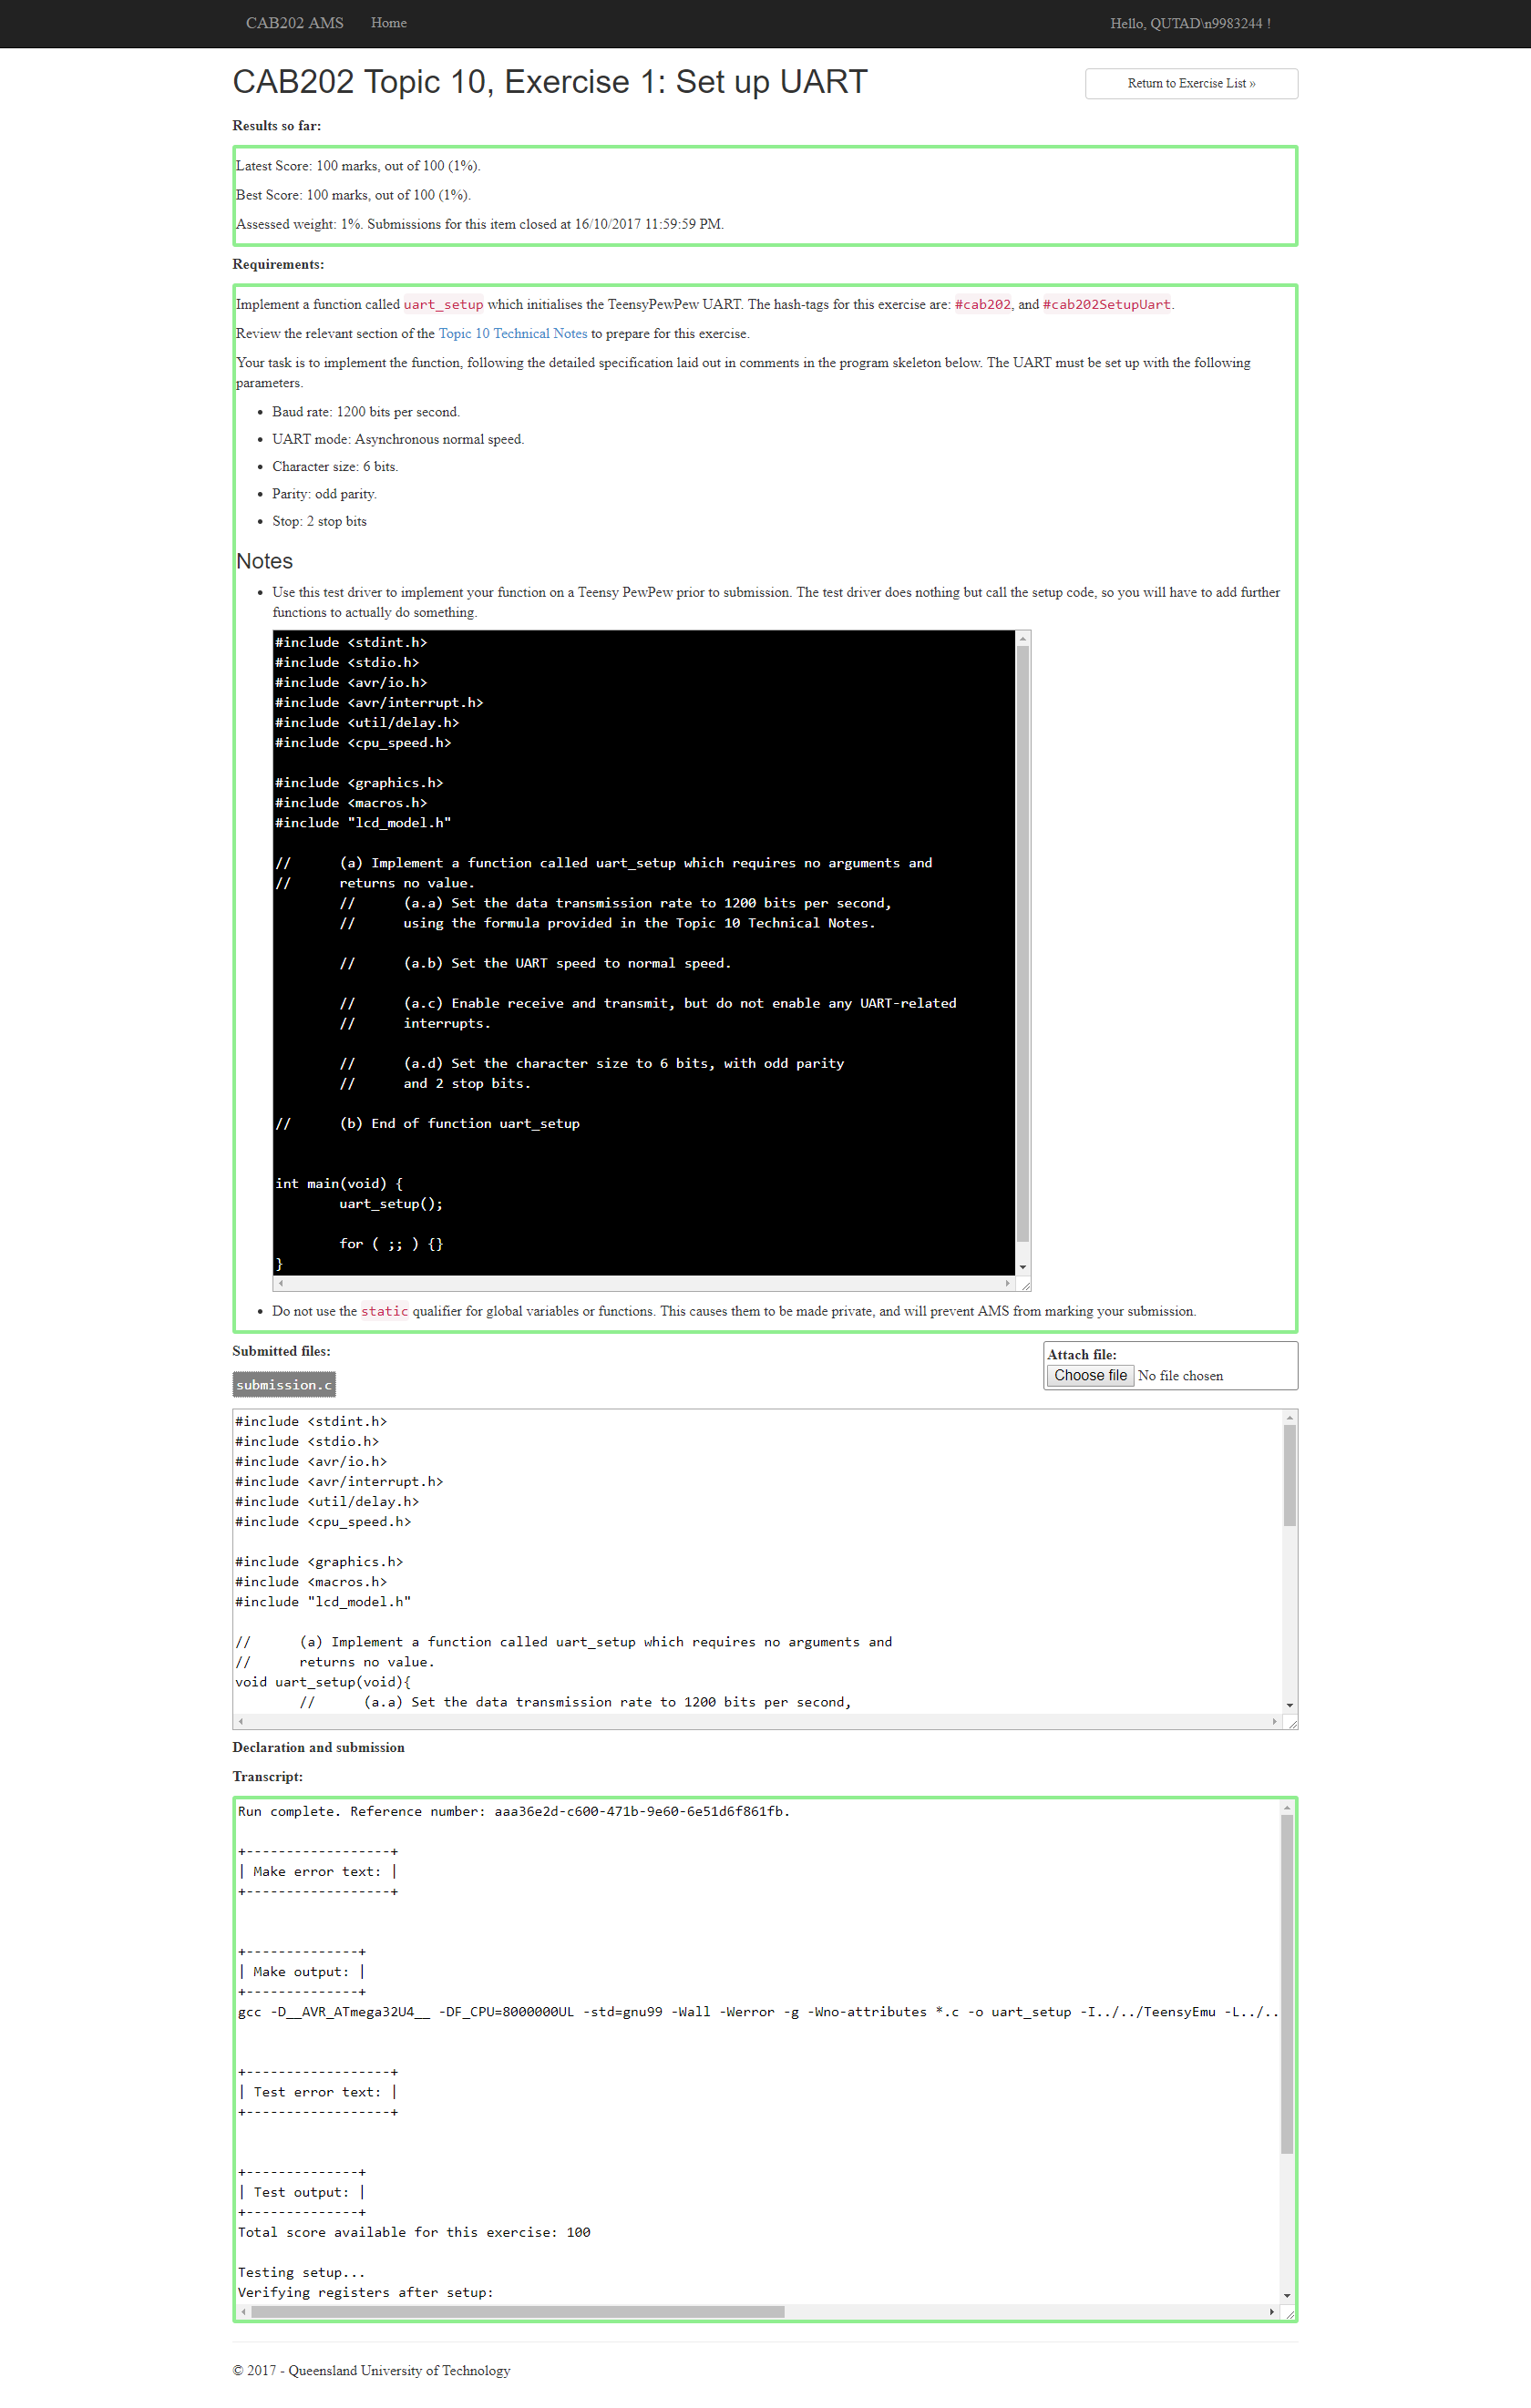 CAB202 AMS Home Hello, QUTAD\n9983244 !
CAB202 Topic 10, Exercise 1: Set up UART
Return to Exercise List »
Results so far:
Latest Score: 100 marks, out of 100 (1%).
Best Score: 100 marks, out of 100 (1%).
Assessed weight: 1%. Submissions for this item closed at 16/10/2017 11:59:59 PM.
Requirements:
Implement a function called uart_setup which initialises the TeensyPewPew UART. The hash-tags for this exercise are: #cab202, and #cab202SetupUart.
Review the relevant section of the Topic 10 Technical Notes to prepare for this exercise.
Your task is to implement the function, following the detailed specification laid out in comments in the program skeleton below. The UART must be set up with the following
parameters.
• Baud rate: 1200 bits per second.
• UART mode: Asynchronous normal speed.
• Character size: 6 bits.
• Parity: odd parity.
• Stop: 2 stop bits
Notes
• Use this test driver to implement your function on a Teensy PewPew prior to submission. The test driver does nothing but call the setup code, so you will have to add further
functions to actually do something.
#include <stdint.h>
#include <stdio.h>
#include <avr/io.h>
#include <avr/interrupt.h>
#include <util/delay.h>
#include <cpu_speed.h>
#include <graphics.h>
#include <macros.h>
#include "lcd_model.h"
// (a) Implement a function called uart_setup which requires no arguments and
// returns no value.
// (a.a) Set the data transmission rate to 1200 bits per second,
// using the formula provided in the Topic 10 Technical Notes.
// (a.b) Set the UART speed to normal speed.
// (a.c) Enable receive and transmit, but do not enable any UART-related
// interrupts.
// (a.d) Set the character size to 6 bits, with odd parity
// and 2 stop bits.
// (b) End of function uart_setup
int main(void) {
uart_setup();
for ( ;; ) {}
}
• Do not use the static qualifier for global variables or functions. This causes them to be made private, and will prevent AMS from marking your submission.
Submitted files:
Attach file:
Choose file No file chosen
submission.c
#include <stdint.h>
#include <stdio.h>
#include <avr/io.h>
#include <avr/interrupt.h>
#include <util/delay.h>
#include <cpu_speed.h>
#include <graphics.h>
#include <macros.h>
#include "lcd_model.h"
// (a) Implement a function called uart_setup which requires no arguments and
// returns no value.
void uart_setup(void){
// (a.a) Set the data transmission rate to 1200 bits per second,
Declaration and submission
Transcript:
Run complete. Reference number: aaa36e2d-c600-471b-9e60-6e51d6f861fb.
+------------------+
| Make error text: |
+------------------+
+--------------+
| Make output: |
+--------------+
gcc -D__AVR_ATmega32U4__ -DF_CPU=8000000UL -std=gnu99 -Wall -Werror -g -Wno-attributes *.c -o uart_setup -I../../TeensyEmu -L../..
+------------------+
| Test error text: |
+------------------+
+--------------+
| Test output: |
+--------------+
Total score available for this exercise: 100
Testing setup...
Verifying registers after setup:
© 2017 - Queensland University of Technology